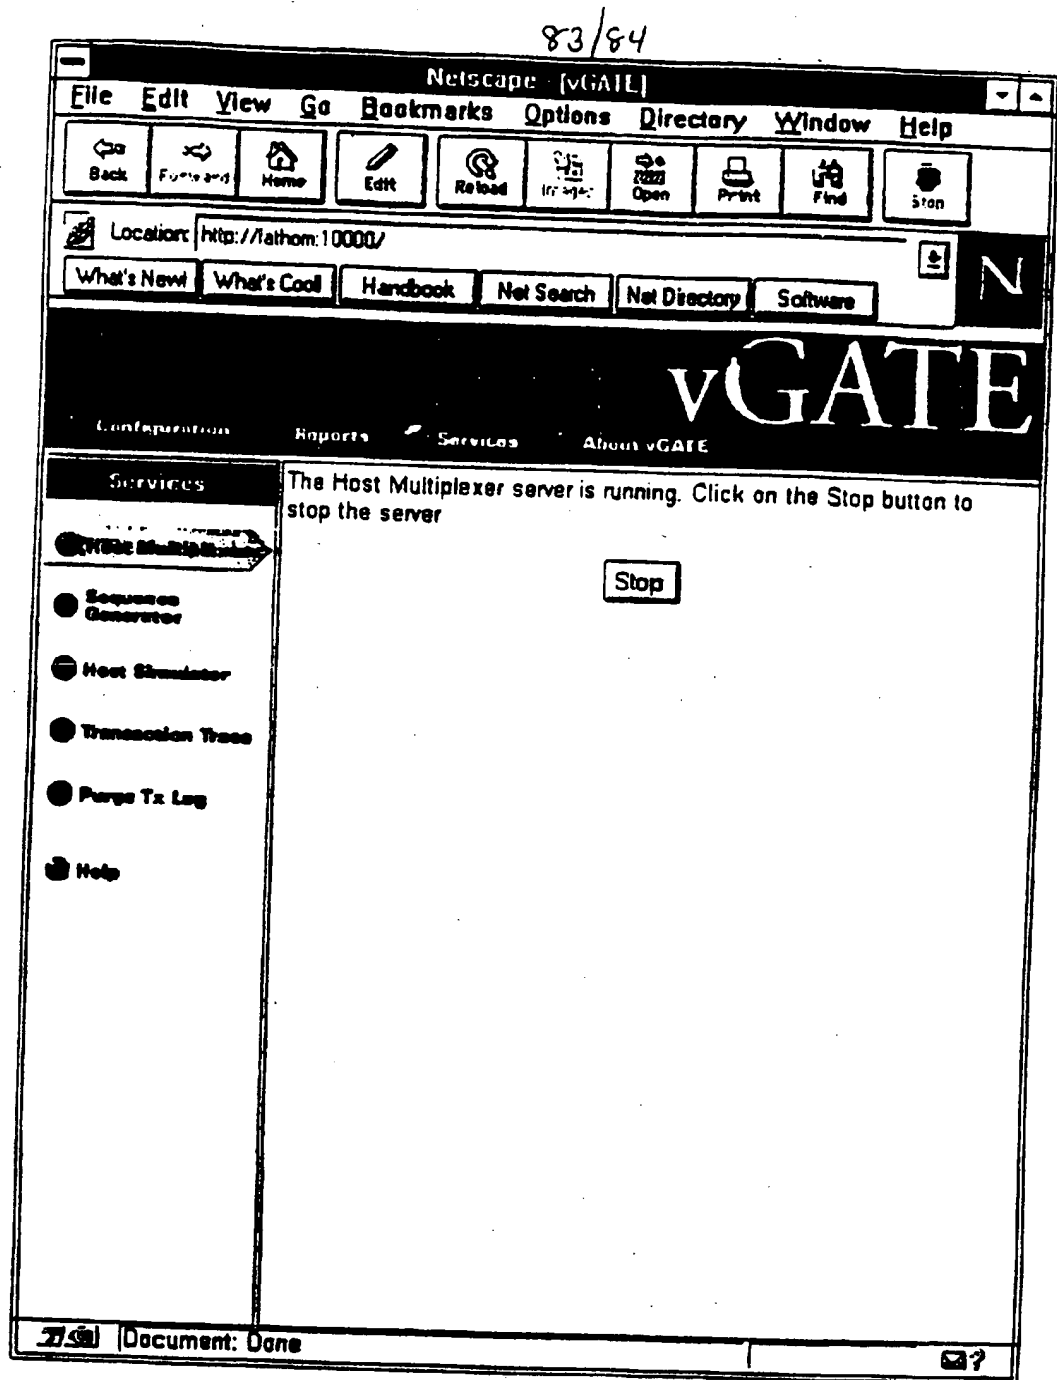 83/84
Netscape - [vGATE]
File Edit View Go Bookmarks Options Directory Window Help
Back Forward Home Edit Reload Images Open Print Find Stop
Location: http://fathom:10000/
What's New! What's Cool! Handbook Net Search Net Directory Software
vGATE
Configuration Reports Services About vGATE
Services
The Host Multiplexer server is running. Click on the Stop button to
stop the server
Host Multiplexer
Stop
Sequence
Generator
Host Simulator
Transaction Trace
Purge Tx Log
Help
Document: Done
N
?